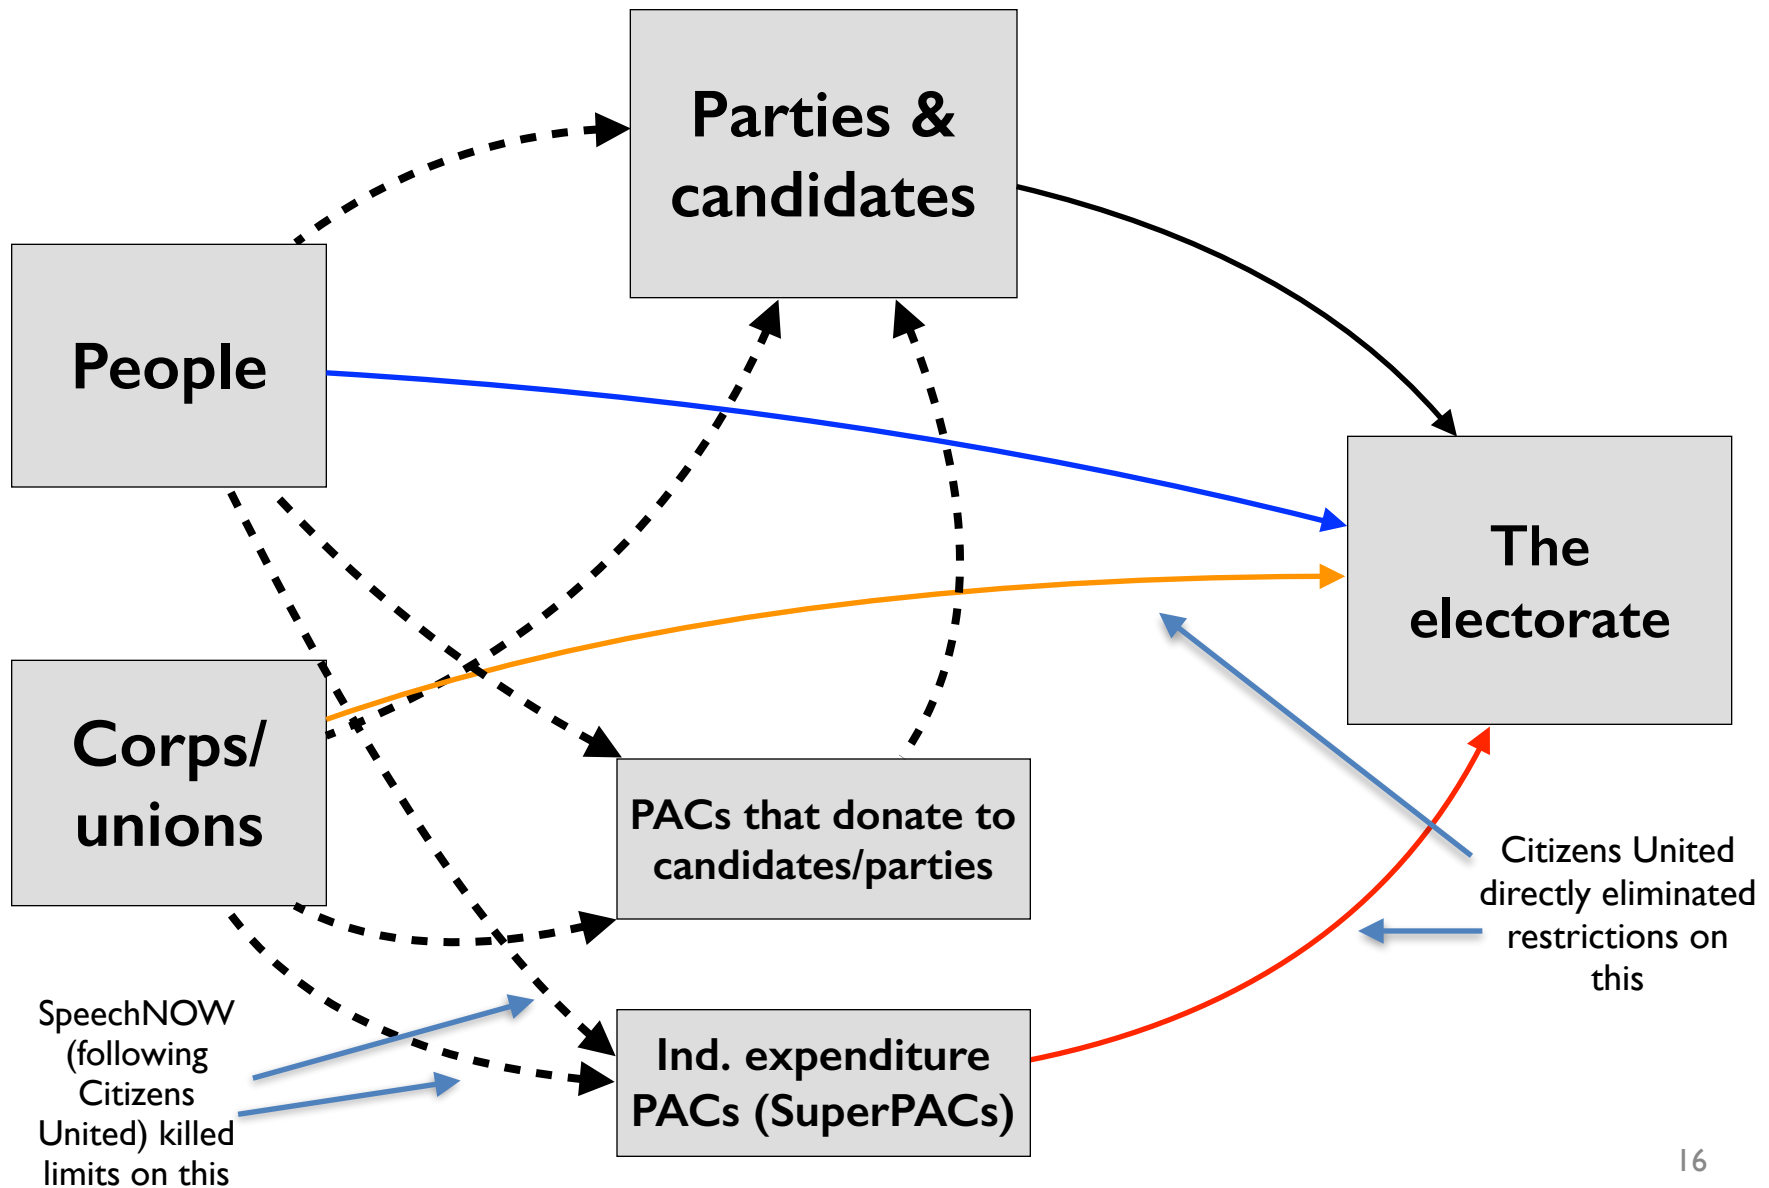 Parties &
candidates
People
The
electorate
Corps/
unions
PACs that donate to
candidates/parties
Citizens United
directly eliminated
restrictions on
this
SpeechNOW
(following
Citizens
United) killed
limits on this
Ind. expenditure
PACs (SuperPACs)
16